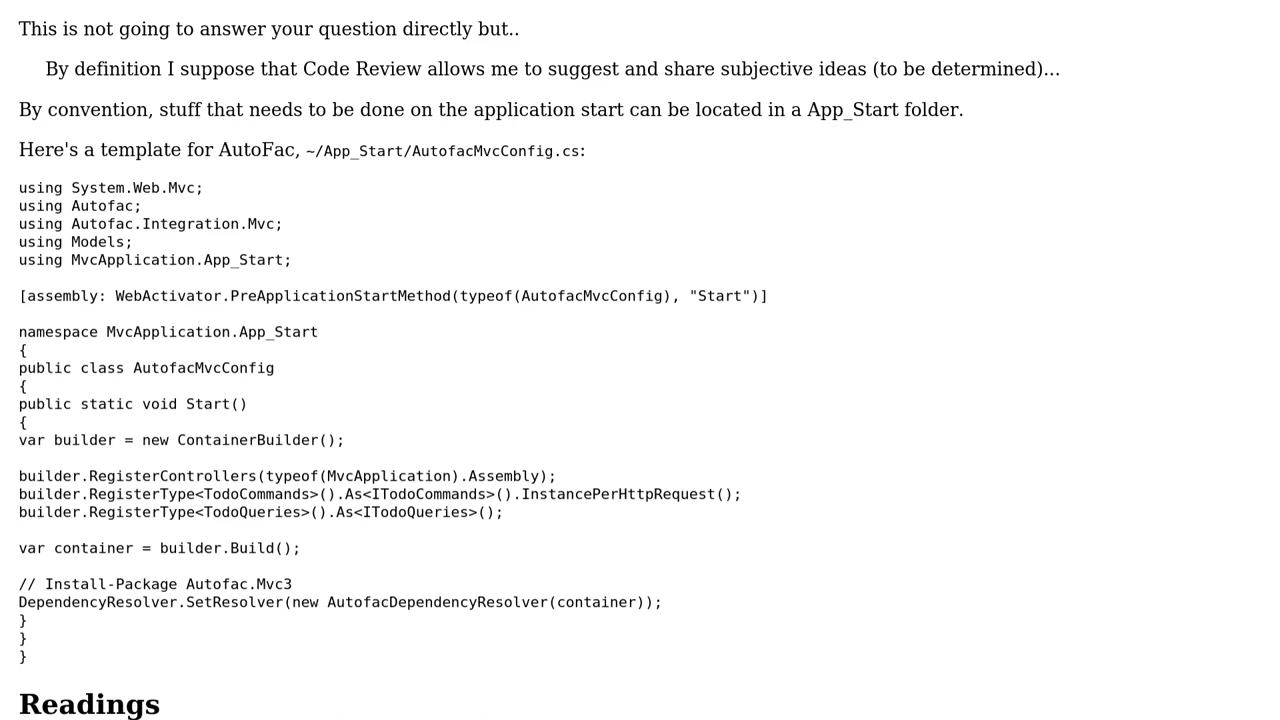 This is not going to answer your question directly but..
By definition I suppose that Code Review allows me to suggest and share subjective ideas (to be determined)...
By convention, stuff that needs to be done on the application start can be located in a App_Start folder.
Here's a template for AutoFac, ~/App_Start/AutofacMvcConfig.cs:
using System.Web.Mvc;
using Autofac;
using Autofac.Integration.Mvc;
using Models;
using MvcApplication.App_Start;
[assembly: WebActivator.PreApplicationStartMethod(typeof(AutofacMvcConfig), "Start")]
namespace MvcApplication.App_Start
{
public class AutofacMvcConfig
{
public static void Start()
{
var builder = new ContainerBuilder();
builder.RegisterControllers(typeof(MvcApplication).Assembly);
builder.RegisterType<TodoCommands>().As<ITodoCommands>().InstancePerHttpRequest();
builder.RegisterType<TodoQueries>().As<ITodoQueries>();
var container = builder.Build();
// Install-Package Autofac.Mvc3
DependencyResolver.SetResolver(new AutofacDependencyResolver(container));
}
}
}
Readings